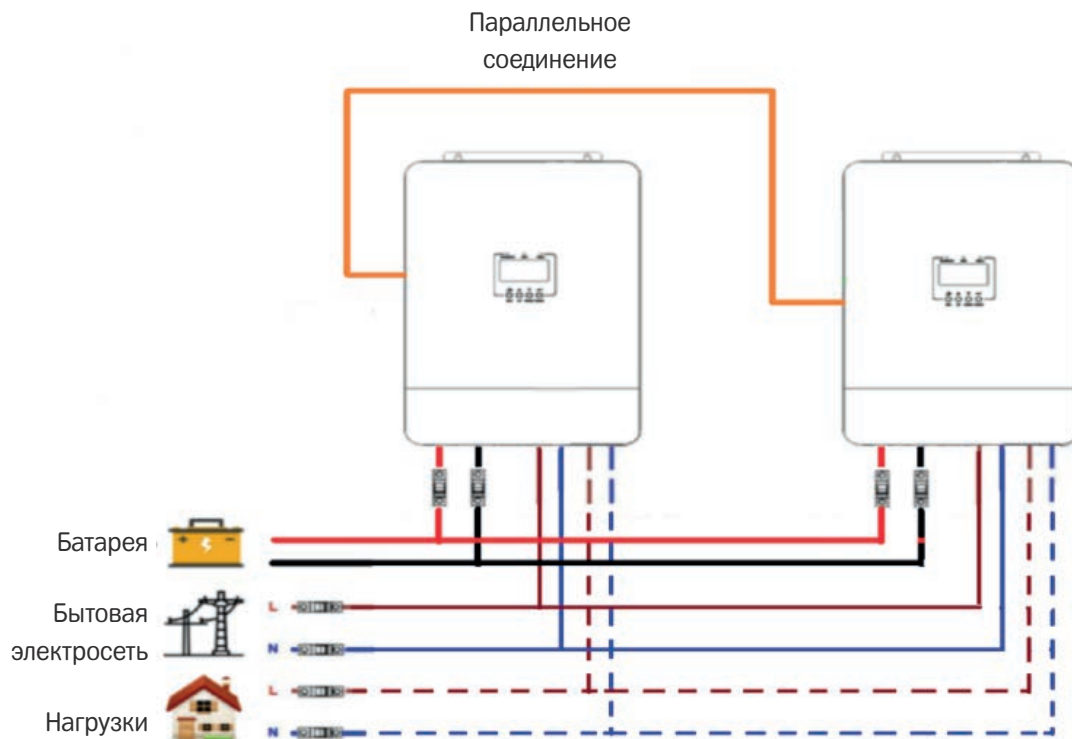 Параллельное
соединение
Батарея
+ −
Бытовая
электросеть
L
N
Нагрузки
L
N